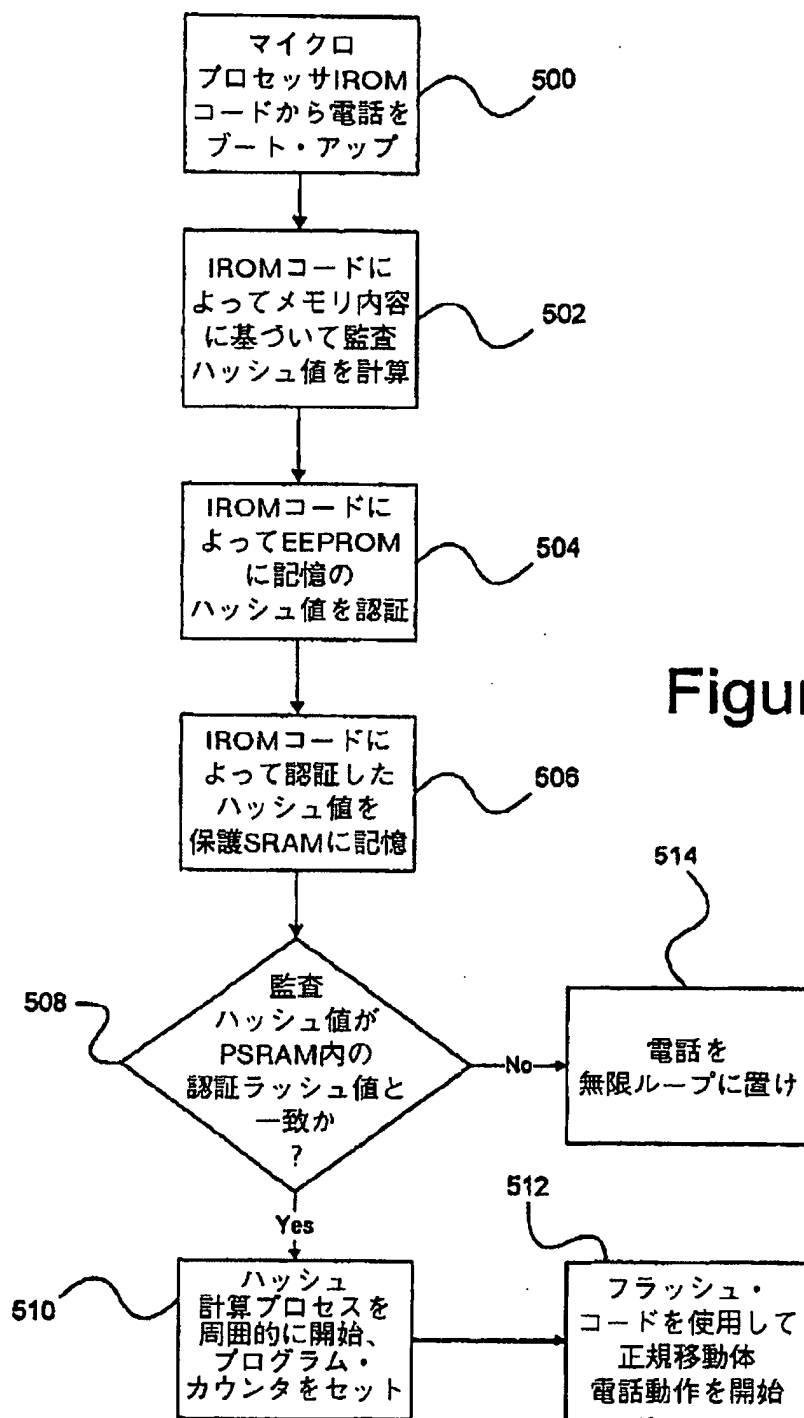 マイクロ
プロセッサIROM
コードから電話を
ブート・アップ
500
IROMコードに
よってメモリ内容
に基づいて監査
ハッシュ値を計算
502
IROMコードに
よってEEPROM
に記憶の
ハッシュ値を認証
504
Figur
IROMコードに
よって認証した
ハッシュ値を
保護SRAMに記憶
506
514
508
監査
ハッシュ値が
PSRAM内の
認証ラッシュ値と
一致か
?
No
電話を
無限ループに置け
Yes
512
510
ハッシュ
計算プロセスを
周囲的に開始、
プログラム・
カウンタをセット
フラッシュ・
コードを使用して
正規移動体
電話動作を開始